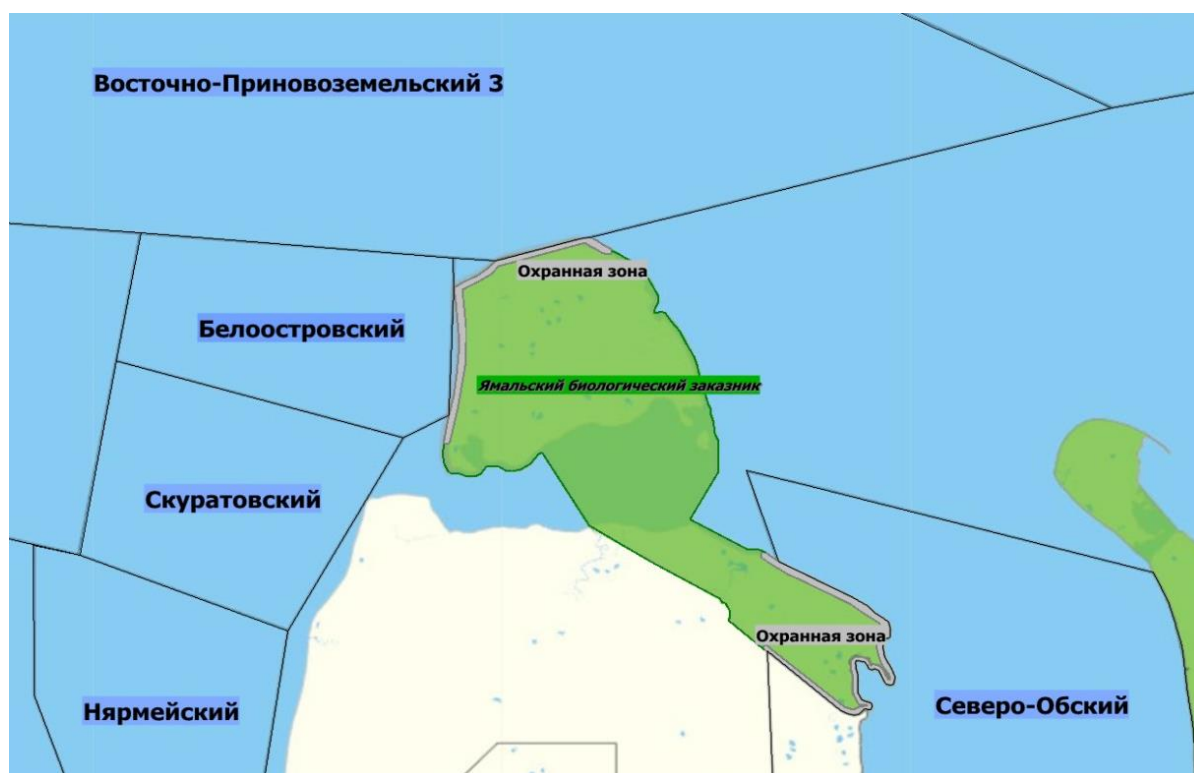 Восточно-Приновоземельский 3
Охранная зона
Белоостровский
Ямальский биологический заказник
Скуратовский
Охранная зона
Нярмейский
Северо-Обский